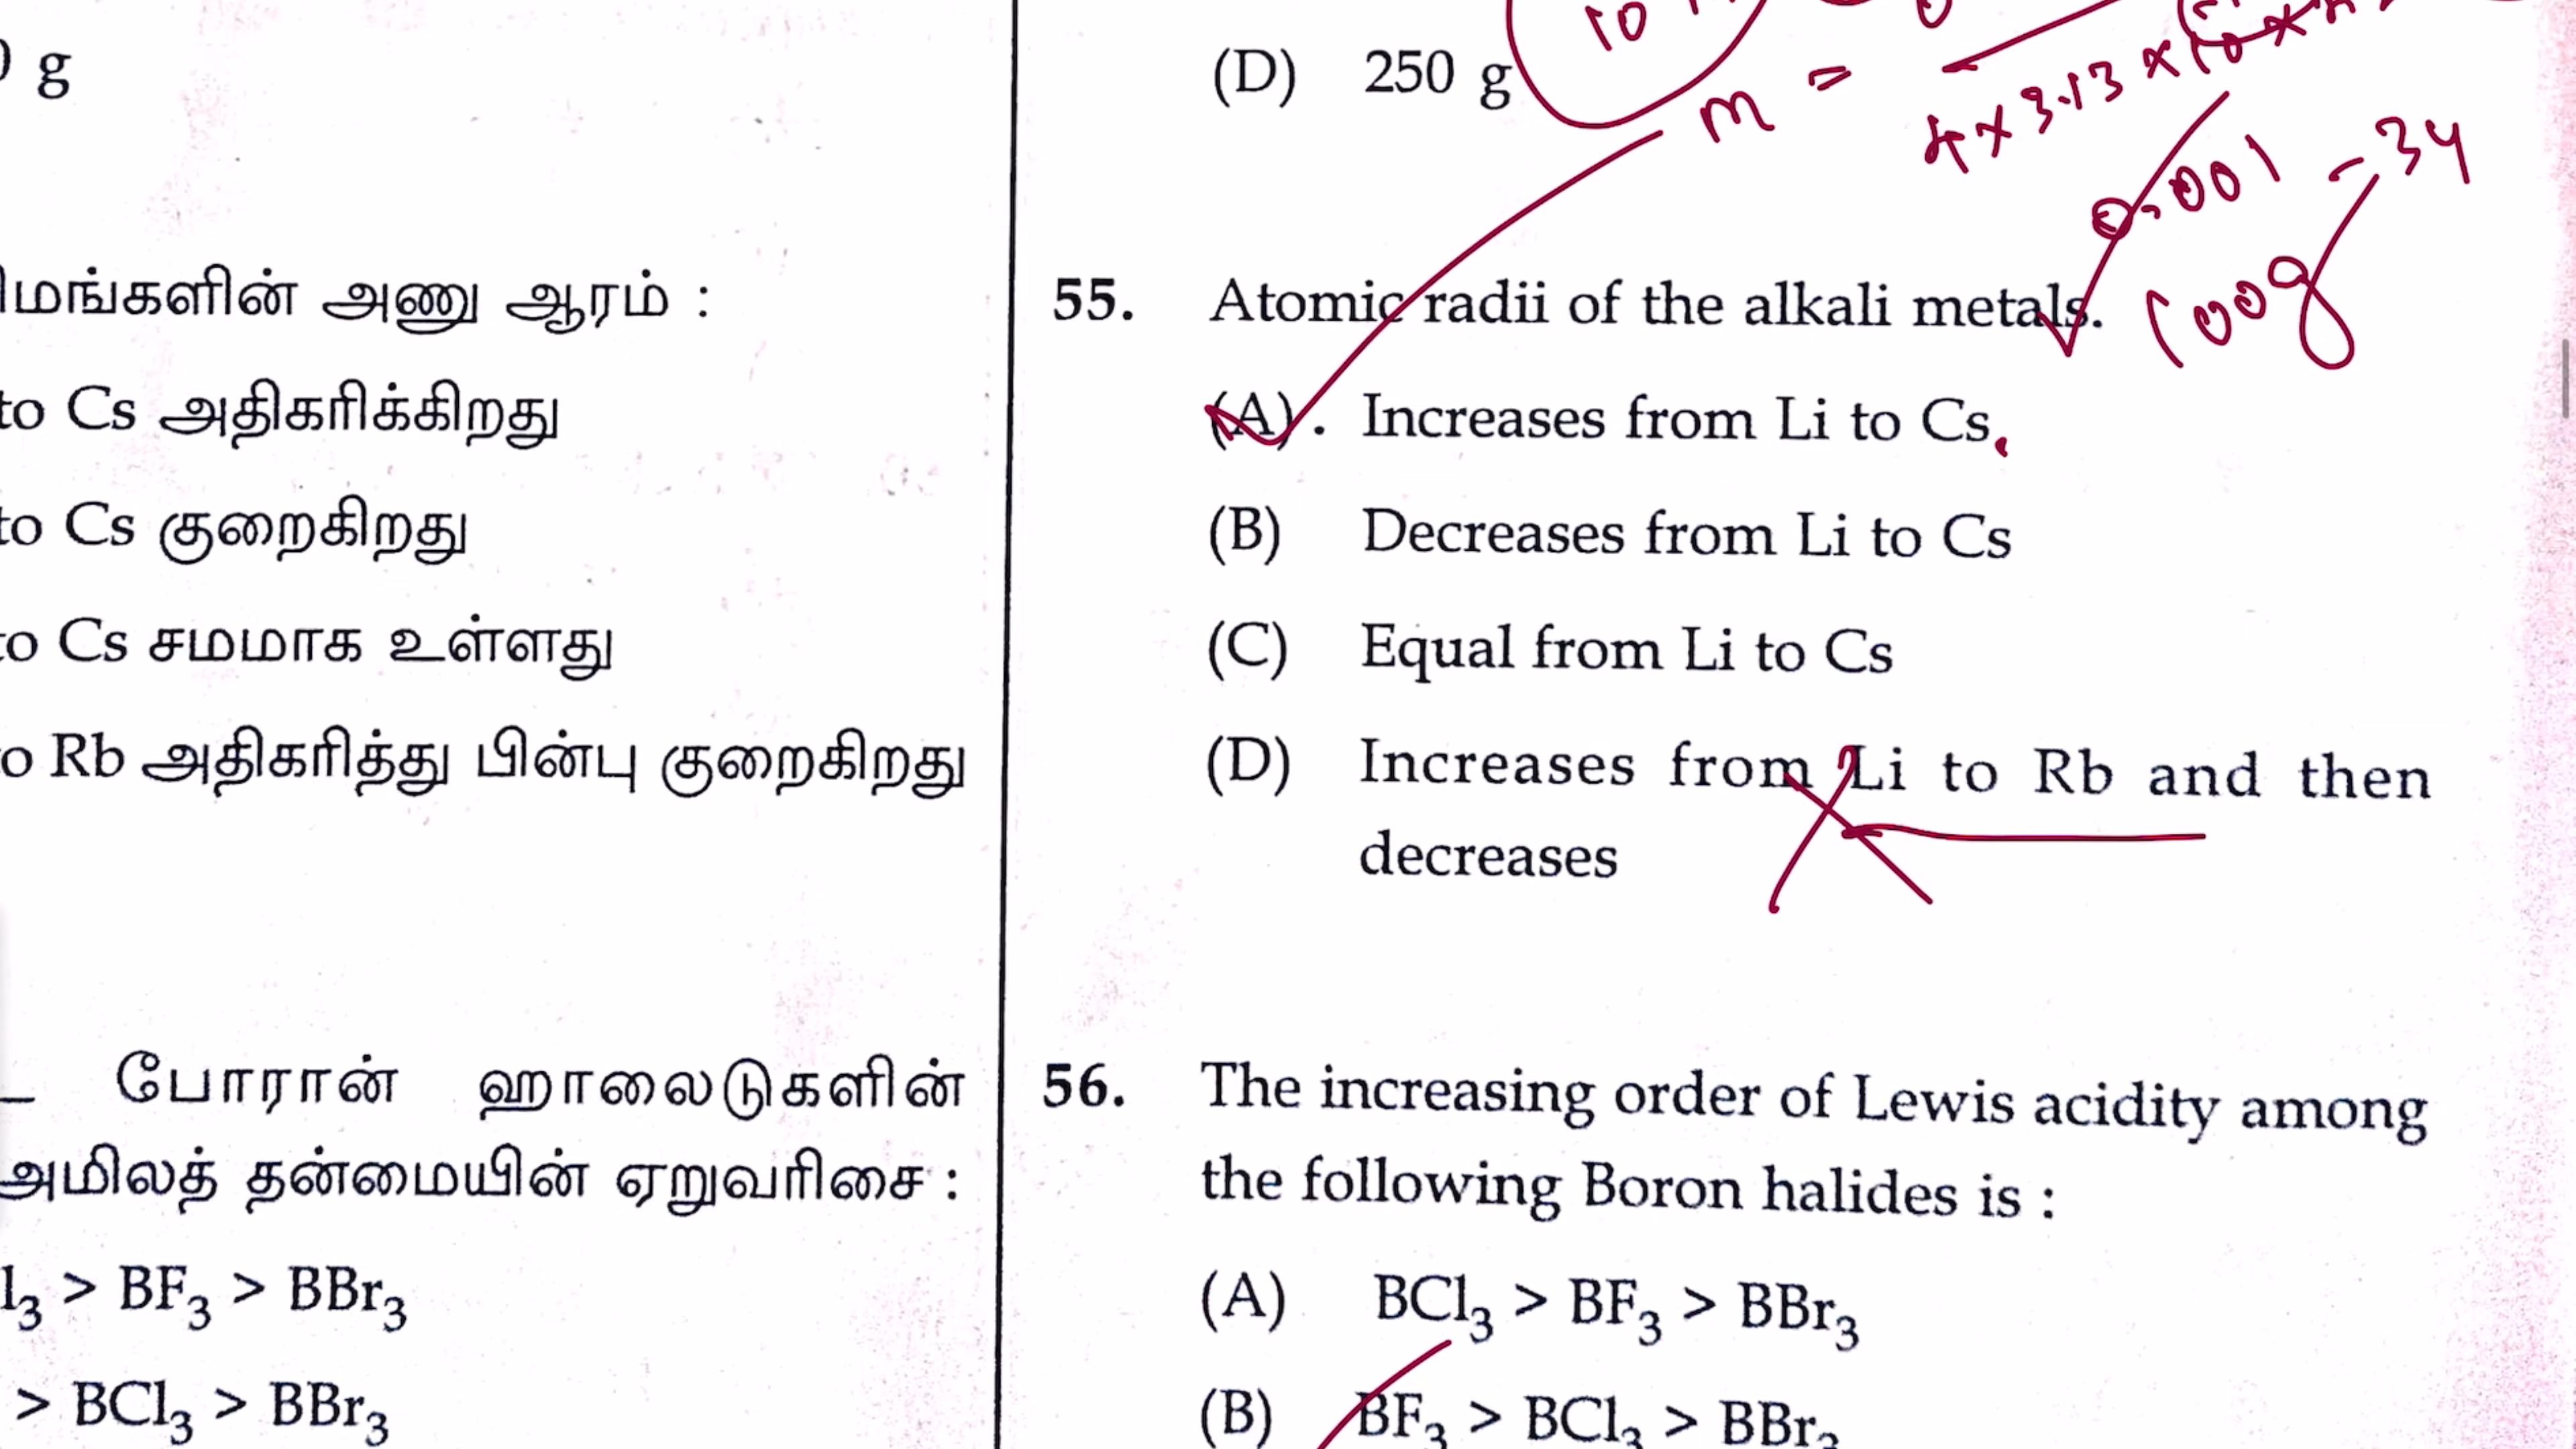 g
மங்களின் அணு ஆரம் :
to Cs அதிகரிக்கிறது
to Cs குறைகிறது
to Cs சமமாக உள்ளது
Rb அதிகரித்து பின்பு குறைகிறது
போரான் ஹாலைடுகளின்
அமிலத் தன்மையின் ஏறுவரிசை :
l₃ > BF₃ > BBr₃
> BCl₃ > BBr₃
(D) 250 g
10
m =
4 × 3.13 × 10 ×
0.001
-34
100g
55. Atomic radii of the alkali metals.
(A). Increases from Li to Cs.
(B) Decreases from Li to Cs
(C) Equal from Li to Cs
(D) Increases from Li to Rb and then
decreases
56. The increasing order of Lewis acidity among
the following Boron halides is :
(A) BCl₃ > BF₃ > BBr₃
(B) BF₃ > BCl₃ > BBr₃